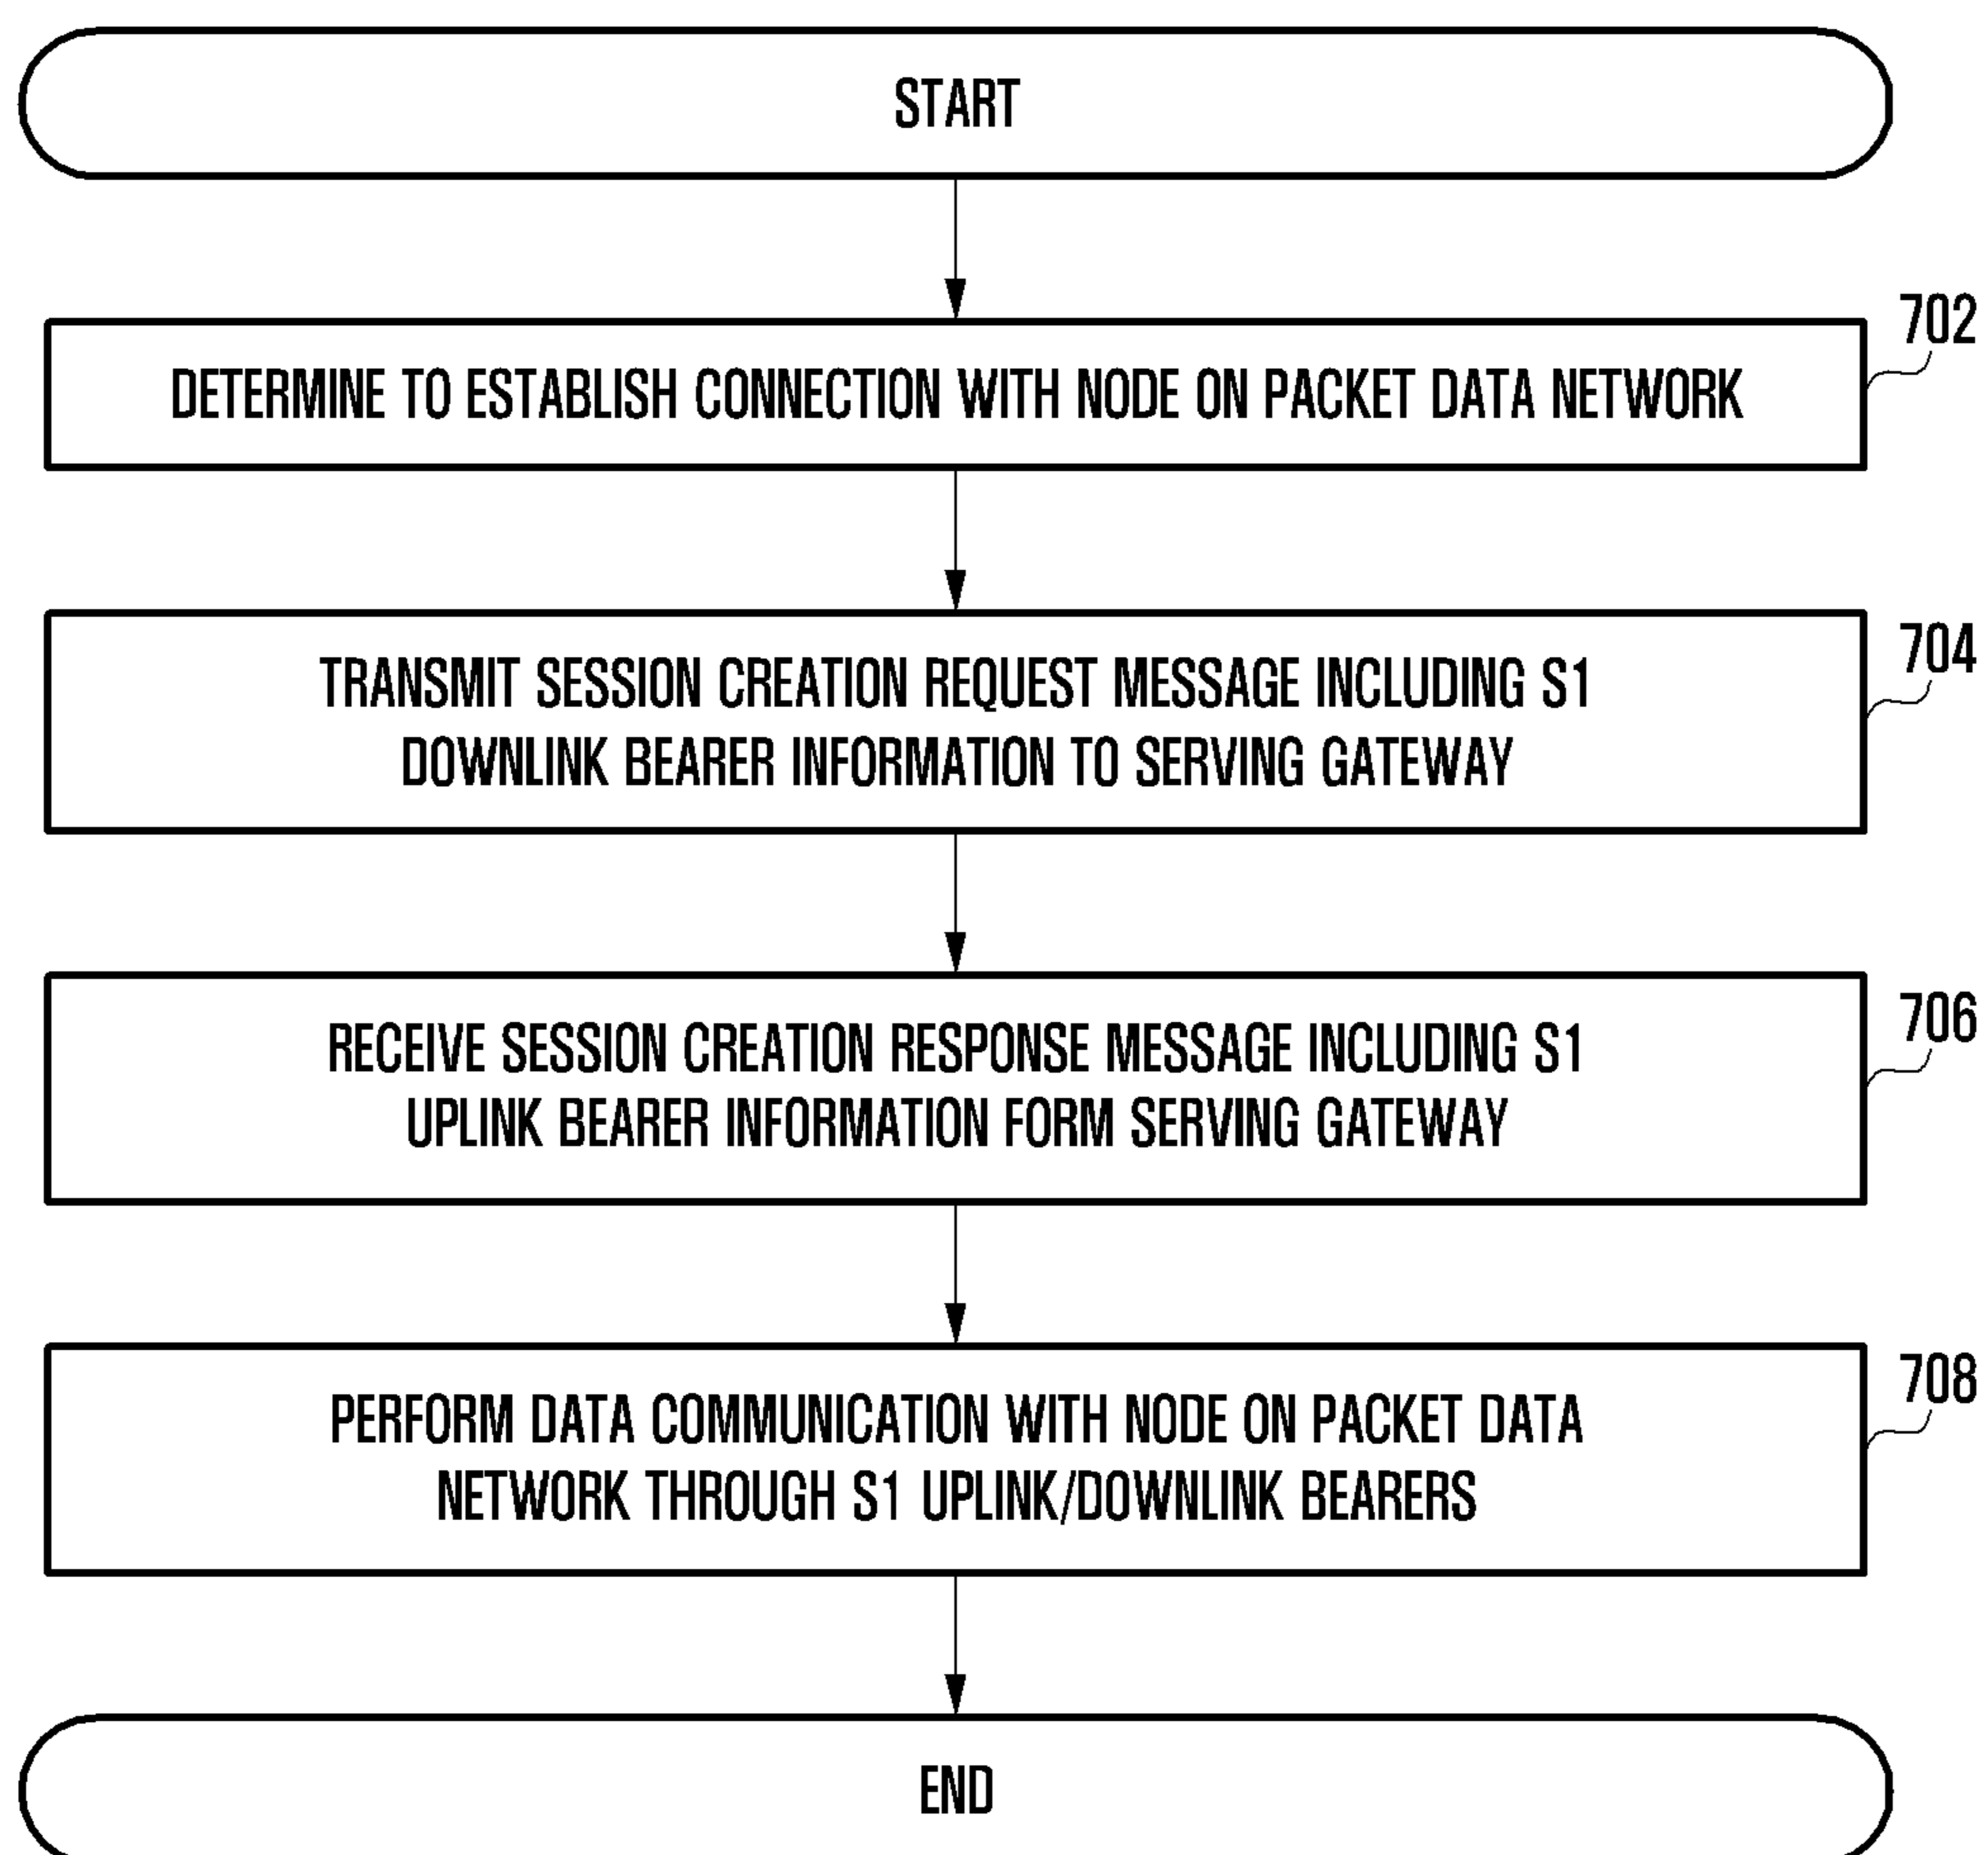 START
702
DETERMINE TO ESTABLISH CONNECTION WITH NODE ON PACKET DATA NETWORK
704
TRANSMIT SESSION CREATION REQUEST MESSAGE INCLUDING S1
DOWNLINK BEARER INFORMATION TO SERVING GATEWAY
706
RECEIVE SESSION CREATION RESPONSE MESSAGE INCLUDING S1
UPLINK BEARER INFORMATION FORM SERVING GATEWAY
708
PERFORM DATA COMMUNICATION WITH NODE ON PACKET DATA
NETWORK THROUGH S1 UPLINK/DOWNLINK BEARERS
END